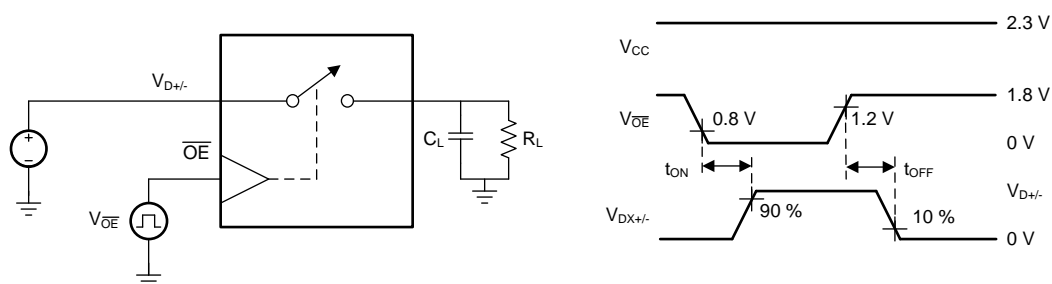 V_D+/-
+
−
OE̅
V_OE̅
C_L
R_L
2.3 V
V_CC
1.8 V
V_OE̅
0.8 V
1.2 V
0 V
t_ON
t_OFF
V_D+/-
V_DX+/-
90 %
10 %
0 V